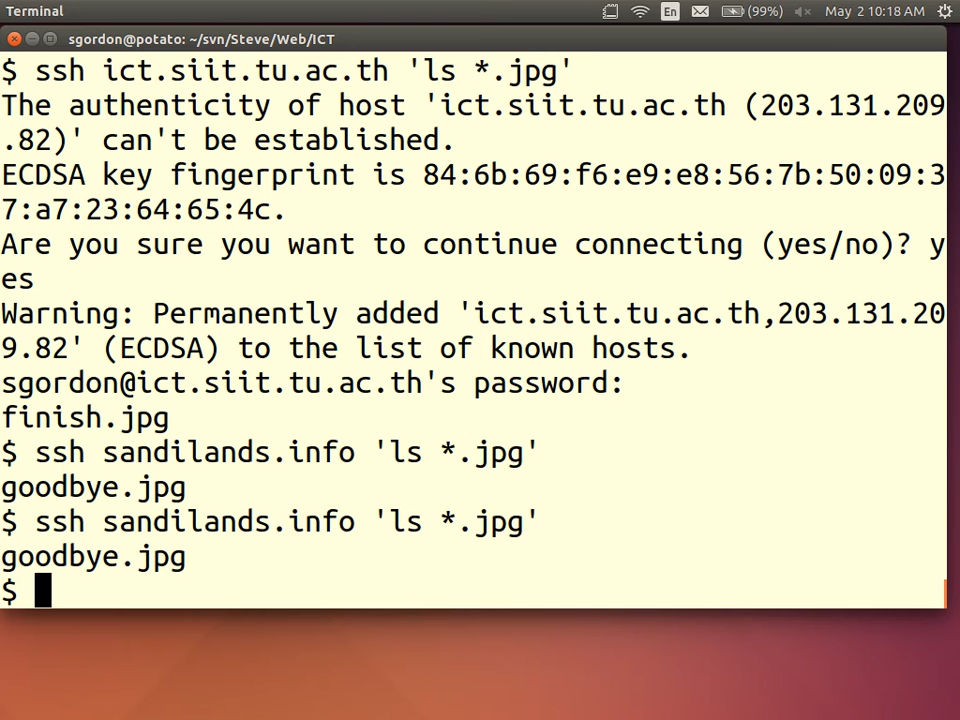 Terminal
En
(99%)
May 2 10:18 AM
sgordon@potato: ~/svn/Steve/Web/ICT
$ ssh ict.siit.tu.ac.th 'ls *.jpg'
The authenticity of host 'ict.siit.tu.ac.th (203.131.209
.82)' can't be established.
ECDSA key fingerprint is 84:6b:69:f6:e9:e8:56:7b:50:09:3
7:a7:23:64:65:4c.
Are you sure you want to continue connecting (yes/no)? y
es
Warning: Permanently added 'ict.siit.tu.ac.th,203.131.20
9.82' (ECDSA) to the list of known hosts.
sgordon@ict.siit.tu.ac.th's password:
finish.jpg
$ ssh sandilands.info 'ls *.jpg'
goodbye.jpg
$ ssh sandilands.info 'ls *.jpg'
goodbye.jpg
$